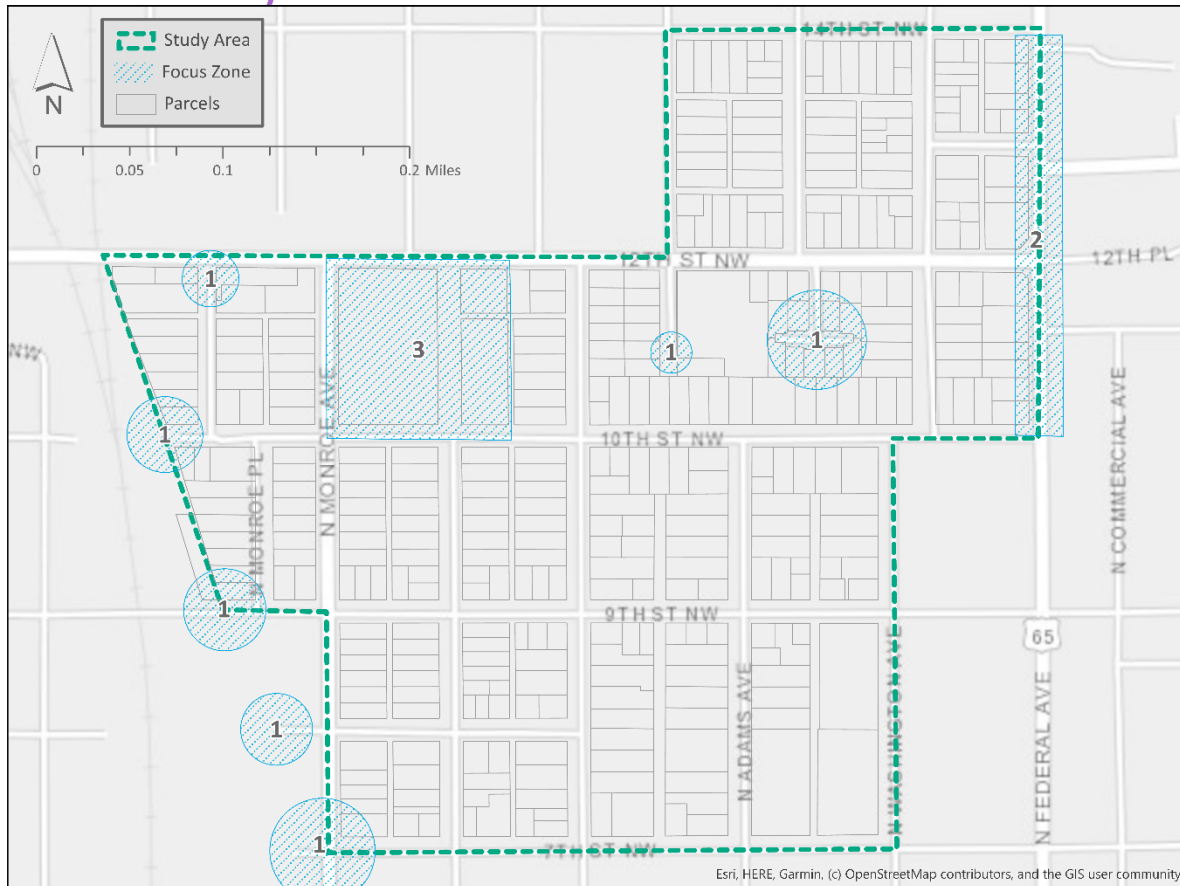 Study Area
Focus Zone
Parcels
N
0 0.05 0.1 0.2 Miles
14TH ST NW
2
12TH ST NW
12TH PL
1
3
1
1
NW
1
10TH ST NW
N MONROE AVE
N MONROE PL
N COMMERCIAL AVE
1
9TH ST NW
65
N ADAMS AVE
N WASHINGTON AVE
N FEDERAL AVE
1
1
7TH ST NW
Esri, HERE, Garmin, (c) OpenStreetMap contributors, and the GIS user community